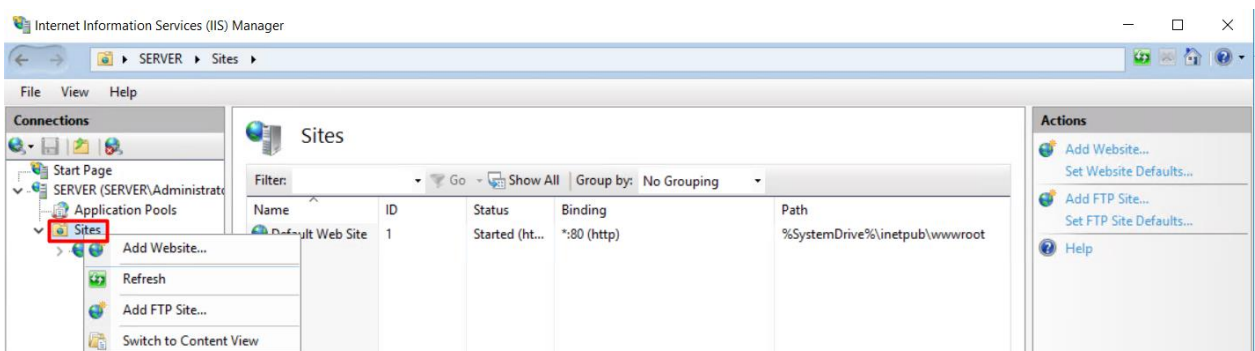 Internet Information Services (IIS) Manager
SERVER Sites
File View Help
Connections
Start Page
SERVER (SERVER\Administrato
Application Pools
Sites
Add Website...
Refresh
Add FTP Site...
Switch to Content View
Sites
Filter: Go Show All Group by: No Grouping
Name ID Status Binding Path
Default Web Site 1 Started (ht... *:80 (http) %SystemDrive%\inetpub\wwwroot
Actions
Add Website...
Set Website Defaults...
Add FTP Site...
Set FTP Site Defaults...
Help